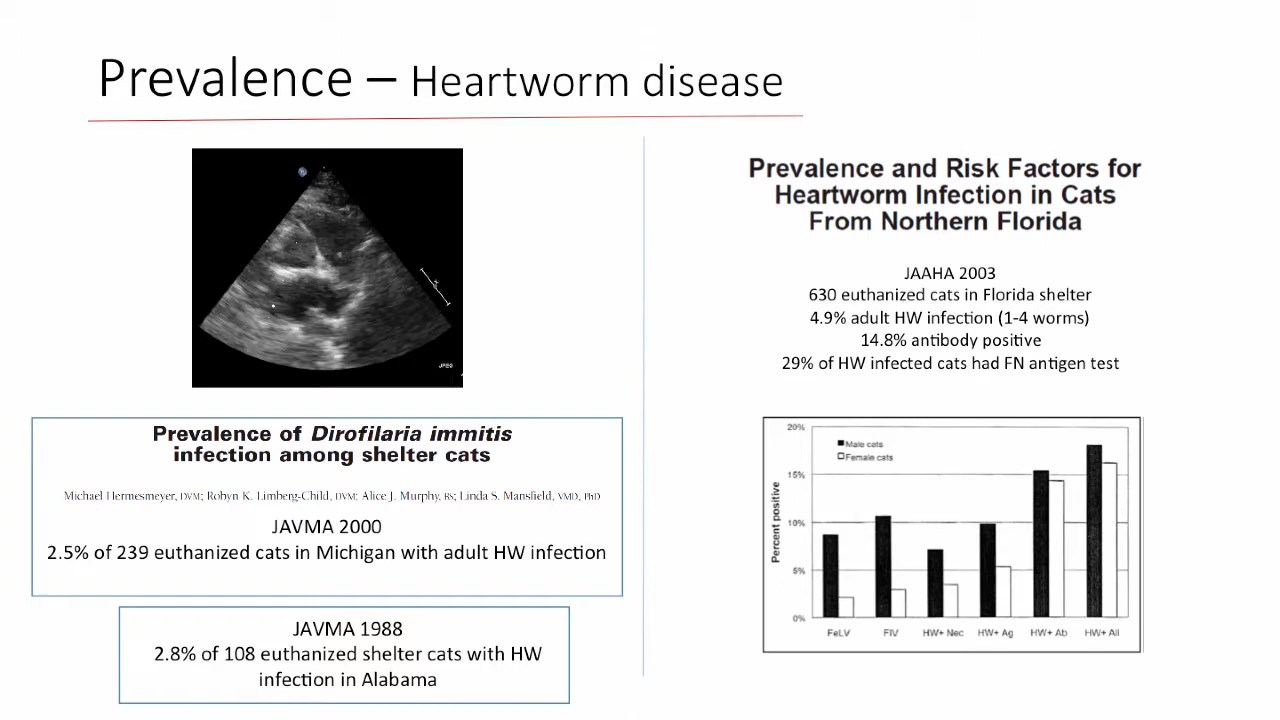 Prevalence – Heartworm disease
JPEG
Prevalence of Dirofilaria immitis
infection among shelter cats
Michael Hermesmeyer, DVM; Robyn K. Limberg-Child, DVM; Alice J. Murphy, BS; Linda S. Mansfield, VMD, PhD
JAVMA 2000
2.5% of 239 euthanized cats in Michigan with adult HW infection
JAVMA 1988
2.8% of 108 euthanized shelter cats with HW
infection in Alabama
Prevalence and Risk Factors for
Heartworm Infection in Cats
From Northern Florida
JAAHA 2003
630 euthanized cats in Florida shelter
4.9% adult HW infection (1-4 worms)
14.8% antibody positive
29% of HW infected cats had FN antigen test
Percent positive
20%
15%
10%
5%
0%
Male cats
Female cats
FeLV FIV HW+ Nec HW+ Ag HW+ Ab HW+ All